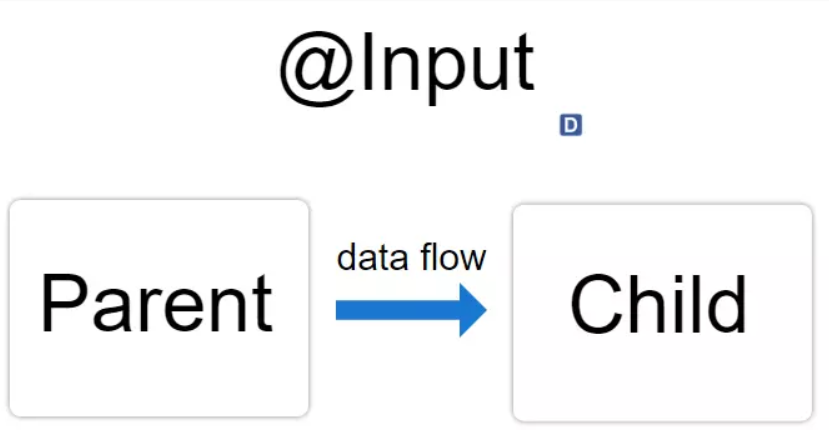 @Input
D
data flow
Parent
Child